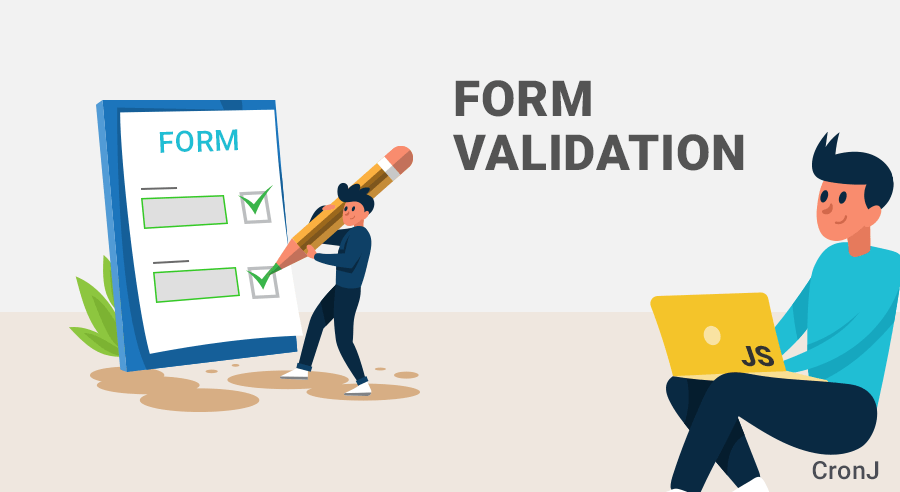 FORM
VALIDATION
FORM
JS
CronJ